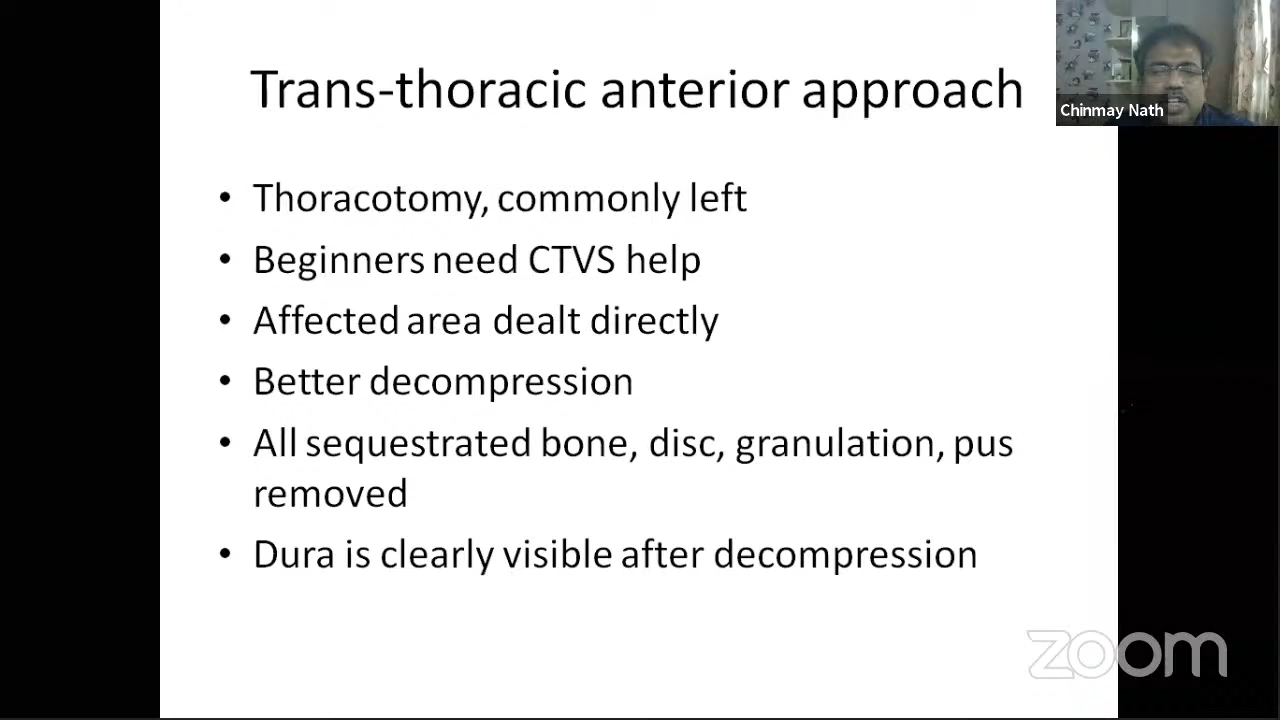 Trans-thoracic anterior approach
Chinmay Nath
• Thoracotomy, commonly left
• Beginners need CTVS help
• Affected area dealt directly
• Better decompression
• All sequestrated bone, disc, granulation, pus
removed
• Dura is clearly visible after decompression
zoom